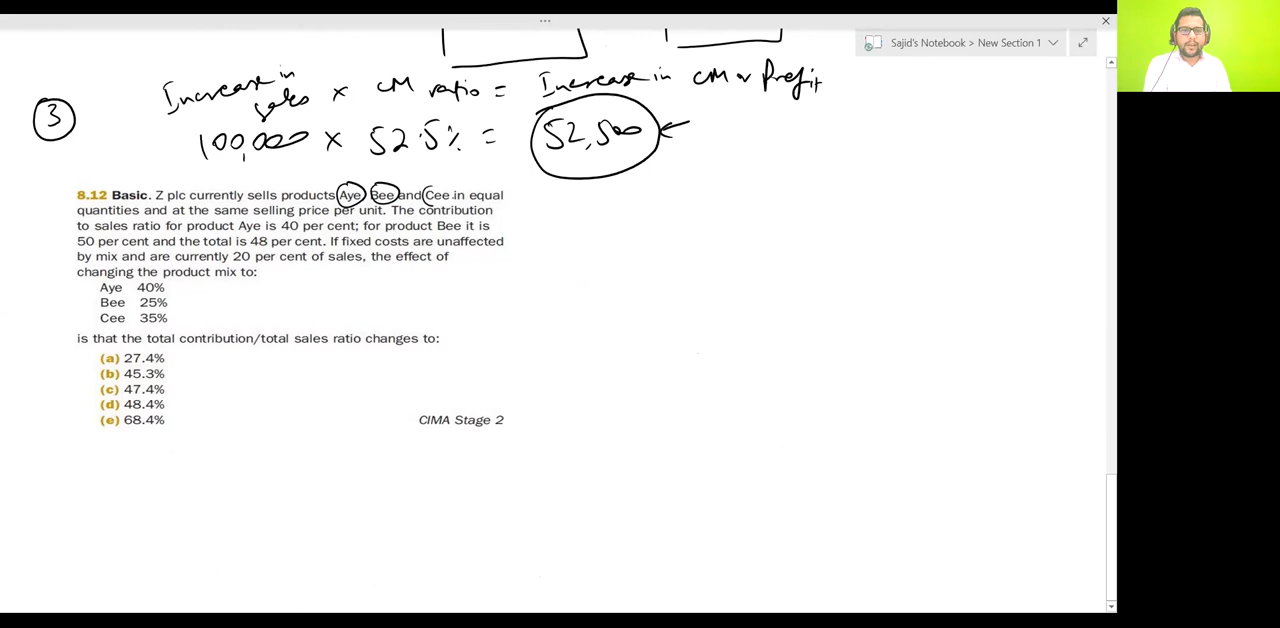 Sajid's Notebook > New Section 1
Increase in sales × CM ratio = Increase in CM or Profit
3
100,000 × 52.5% = 52,500
8.12 Basic. Z plc currently sells products Aye, Bee and Cee in equal
quantities and at the same selling price per unit. The contribution
to sales ratio for product Aye is 40 per cent; for product Bee it is
50 per cent and the total is 48 per cent. If fixed costs are unaffected
by mix and are currently 20 per cent of sales, the effect of
changing the product mix to:
Aye 40%
Bee 25%
Cee 35%
is that the total contribution/total sales ratio changes to:
(a) 27.4%
(b) 45.3%
(c) 47.4%
(d) 48.4%
(e) 68.4%
CIMA Stage 2